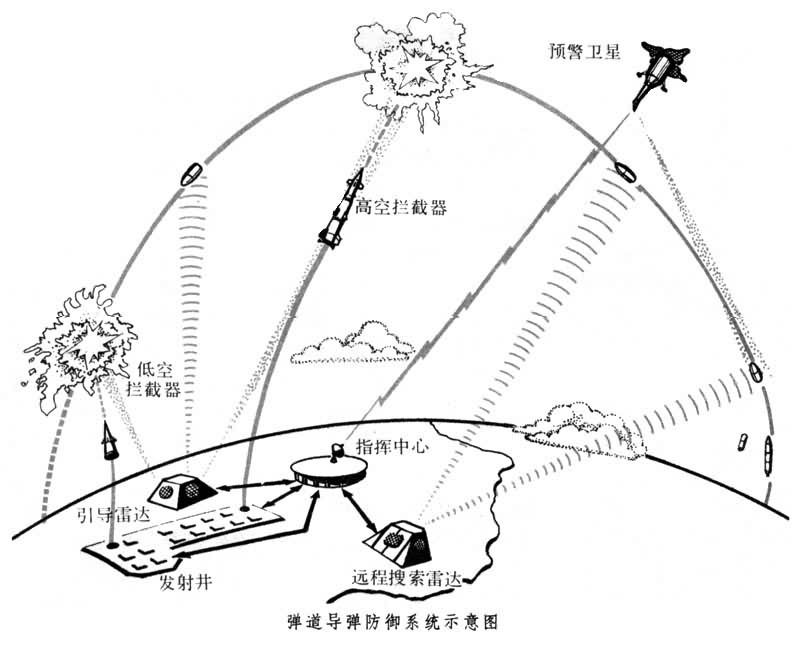 预警卫星
高空拦截器
低空
拦截器
指挥中心
引导雷达
发射井
远程搜索雷达
弹道导弹防御系统示意图